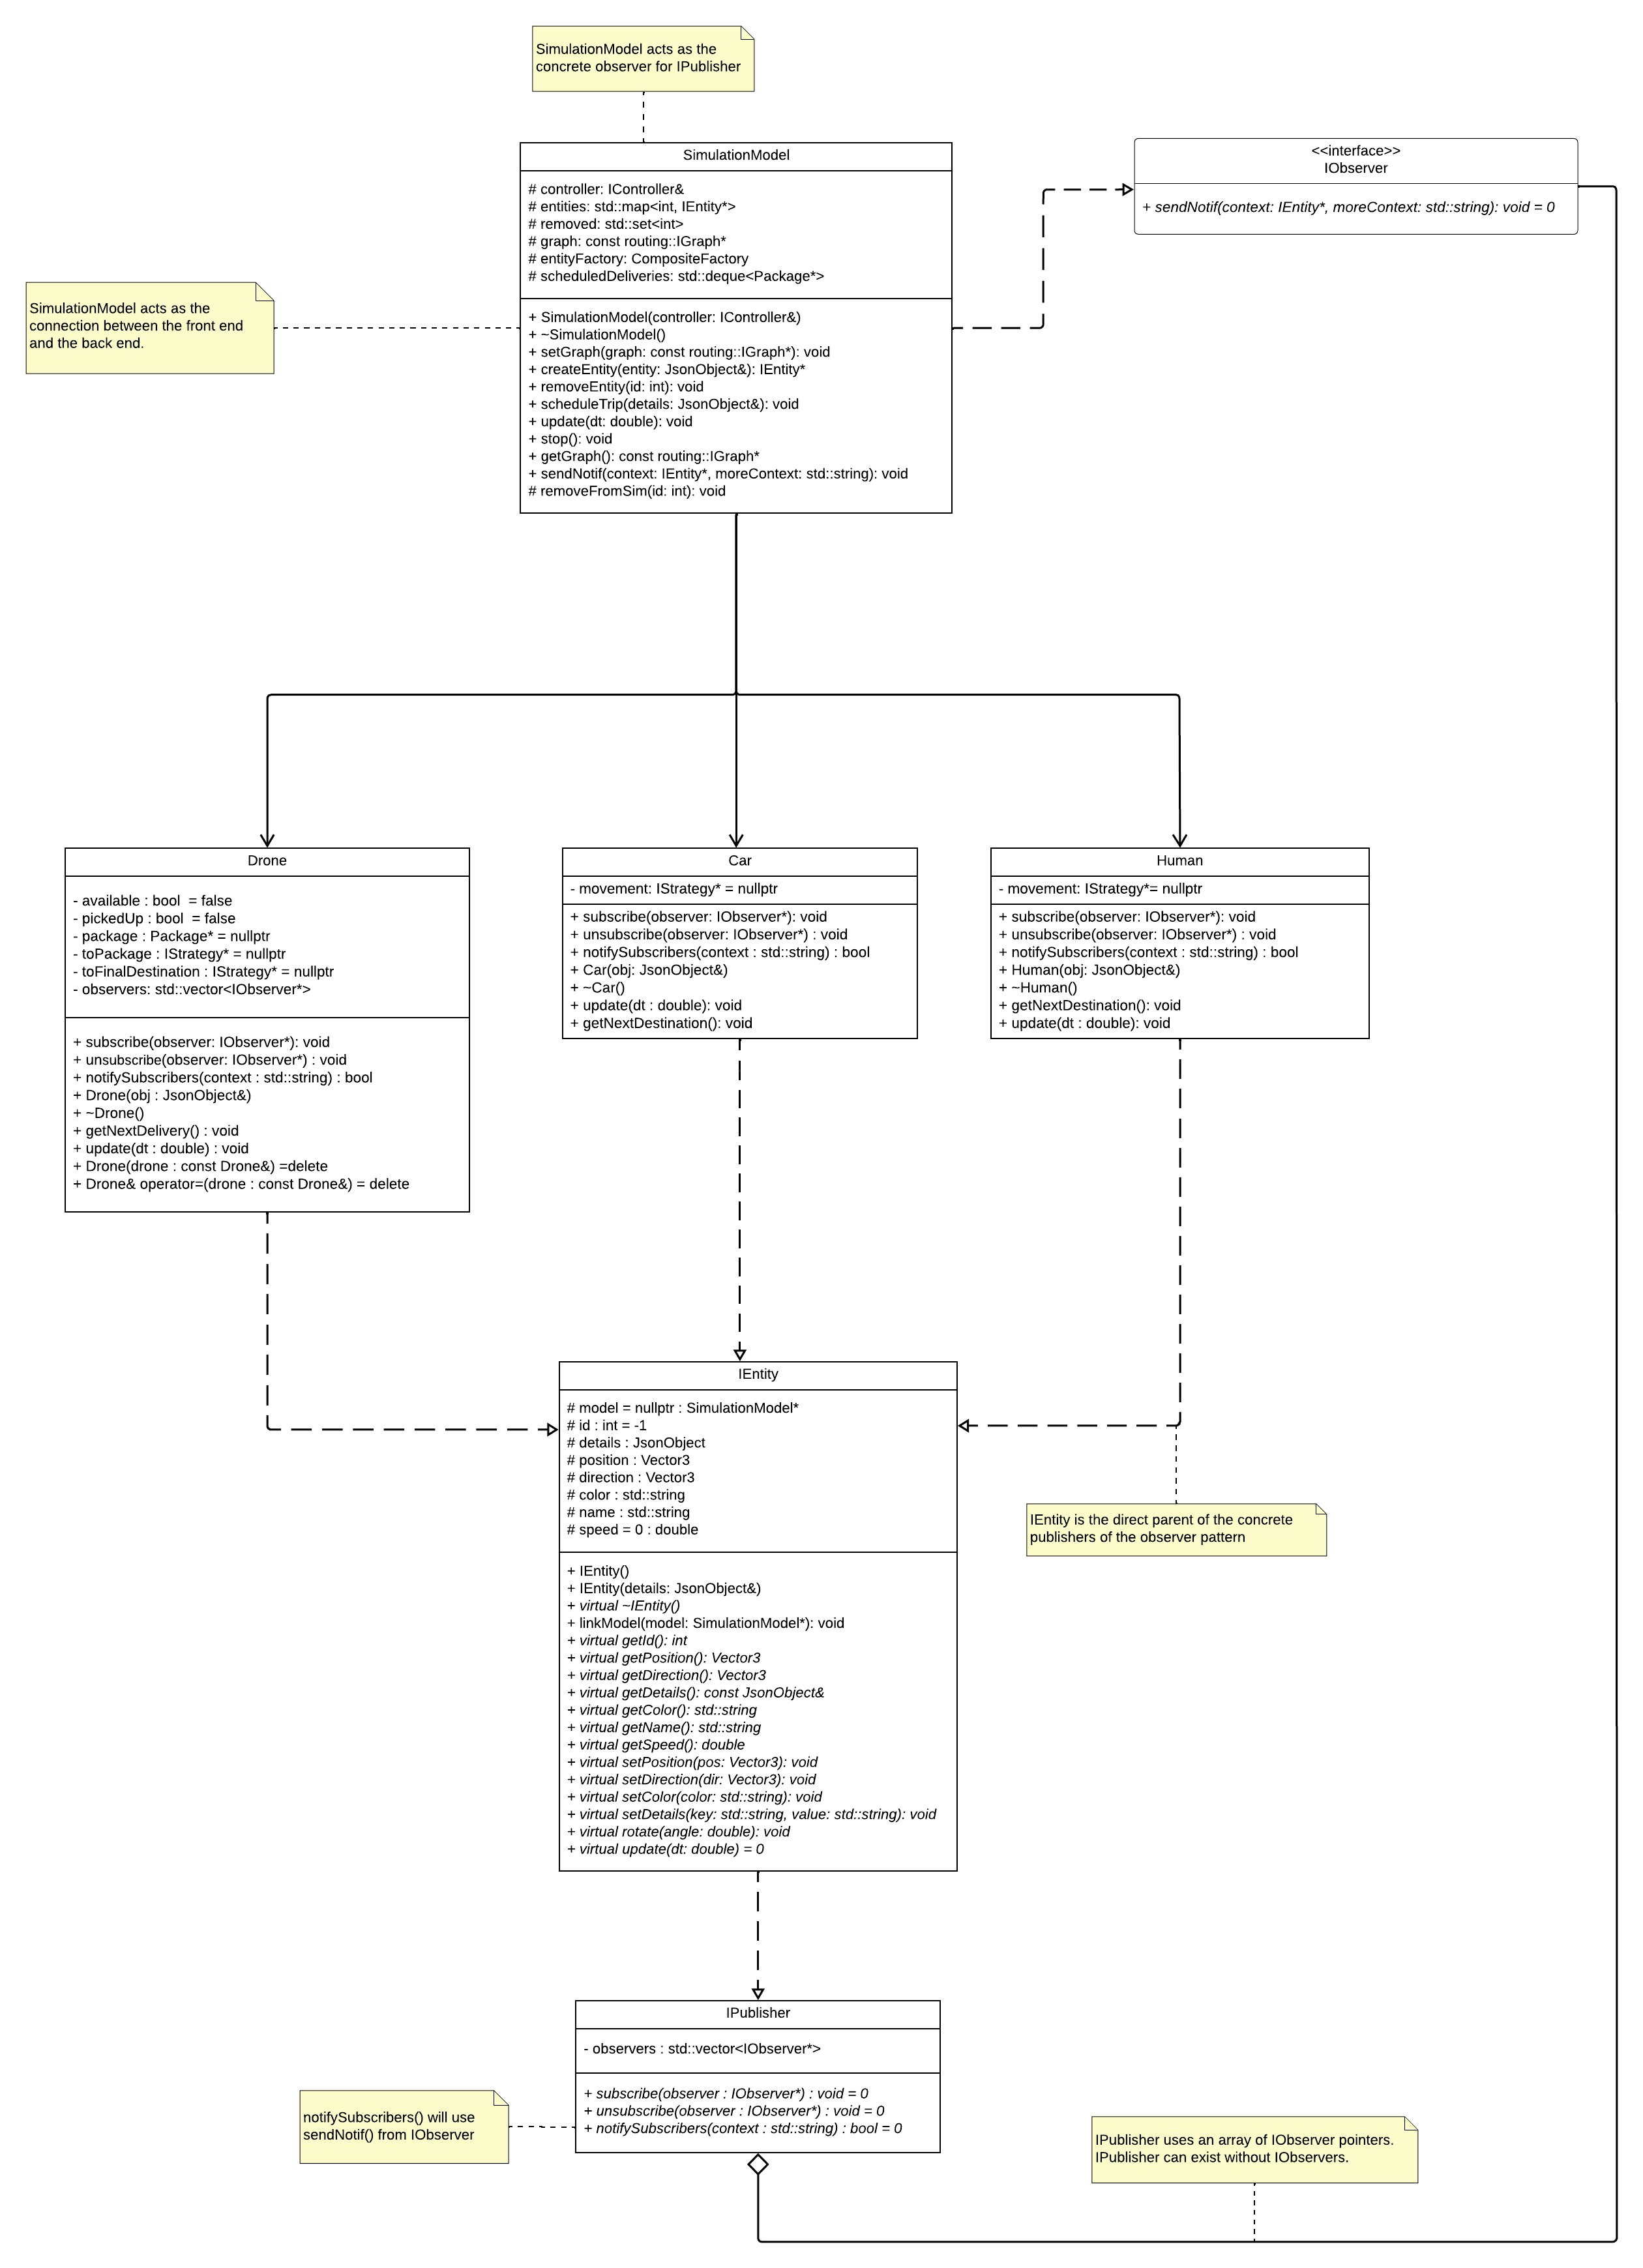 SimulationModel acts as the
concrete observer for IPublisher
SimulationModel
# controller: IController&
# entities: std::map<int, IEntity*>
# removed: std::set<int>
# graph: const routing::IGraph*
# entityFactory: CompositeFactory
# scheduledDeliveries: std::deque<Package*>
+ SimulationModel(controller: IController&)
+ ~SimulationModel()
+ setGraph(graph: const routing::IGraph*): void
+ createEntity(entity: JsonObject&): IEntity*
+ removeEntity(id: int): void
+ scheduleTrip(details: JsonObject&): void
+ update(dt: double): void
+ stop(): void
+ getGraph(): const routing::IGraph*
+ sendNotif(context: IEntity*, moreContext: std::string): void
# removeFromSim(id: int): void
<<interface>>
IObserver
+ sendNotif(context: IEntity*, moreContext: std::string): void = 0
SimulationModel acts as the
connection between the front end
and the back end.
Drone
- available : bool  = false
- pickedUp : bool  = false
- package : Package* = nullptr
- toPackage : IStrategy* = nullptr
- toFinalDestination : IStrategy* = nullptr
- observers: std::vector<IObserver*>
+ subscribe(observer: IObserver*): void
+ unsubscribe(observer: IObserver*) : void
+ notifySubscribers(context : std::string) : bool
+ Drone(obj : JsonObject&)
+ ~Drone()
+ getNextDelivery() : void
+ update(dt : double) : void
+ Drone(drone : const Drone&) =delete
+ Drone& operator=(drone : const Drone&) = delete
Car
- movement: IStrategy* = nullptr
+ subscribe(observer: IObserver*): void
+ unsubscribe(observer: IObserver*) : void
+ notifySubscribers(context : std::string) : bool
+ Car(obj: JsonObject&)
+ ~Car()
+ update(dt : double): void
+ getNextDestination(): void
Human
- movement: IStrategy*= nullptr
+ subscribe(observer: IObserver*): void
+ unsubscribe(observer: IObserver*) : void
+ notifySubscribers(context : std::string) : bool
+ Human(obj: JsonObject&)
+ ~Human()
+ getNextDestination(): void
+ update(dt : double): void
IEntity
# model = nullptr : SimulationModel*
# id : int = -1
# details : JsonObject
# position : Vector3
# direction : Vector3
# color : std::string
# name : std::string
# speed = 0 : double
+ IEntity()
+ IEntity(details: JsonObject&)
+ virtual ~IEntity()
+ linkModel(model: SimulationModel*): void
+ virtual getId(): int
+ virtual getPosition(): Vector3
+ virtual getDirection(): Vector3
+ virtual getDetails(): const JsonObject&
+ virtual getColor(): std::string
+ virtual getName(): std::string
+ virtual getSpeed(): double
+ virtual setPosition(pos: Vector3): void
+ virtual setDirection(dir: Vector3): void
+ virtual setColor(color: std::string): void
+ virtual setDetails(key: std::string, value: std::string): void
+ virtual rotate(angle: double): void
+ virtual update(dt: double) = 0
IEntity is the direct parent of the concrete
publishers of the observer pattern
IPublisher
- observers : std::vector<IObserver*>
+ subscribe(observer : IObserver*) : void = 0
+ unsubscribe(observer : IObserver*) : void = 0
+ notifySubscribers(context : std::string) : bool = 0
notifySubscribers() will use
sendNotif() from IObserver
IPublisher uses an array of IObserver pointers.
IPublisher can exist without IObservers.